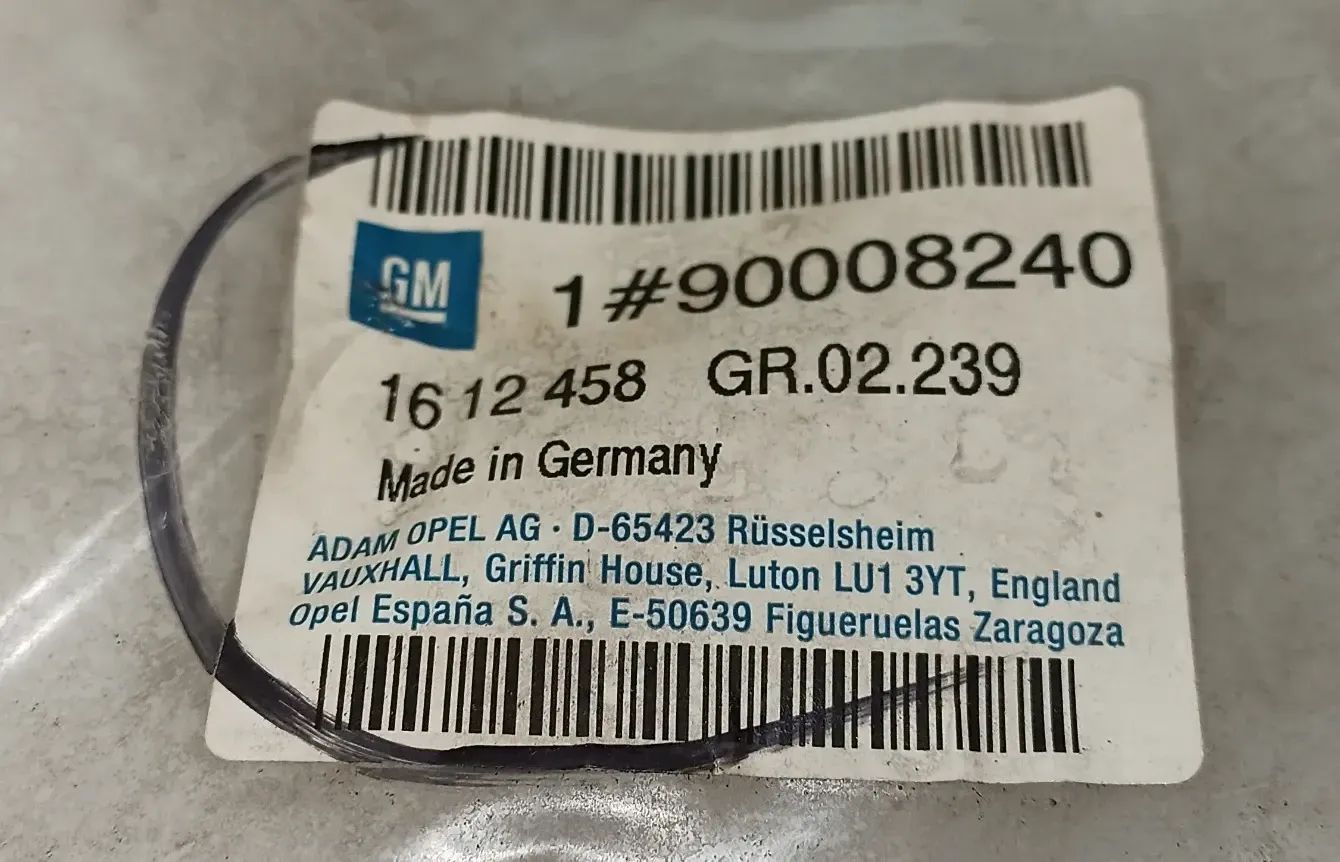 GM
1 #90008240
16 12 458 GR.02.239
Made in Germany
ADAM OPEL AG · D-65423 Rüsselsheim
VAUXHALL, Griffin House, Luton LU1 3YT, England
Opel España S. A., E-50639 Figueruelas Zaragoza